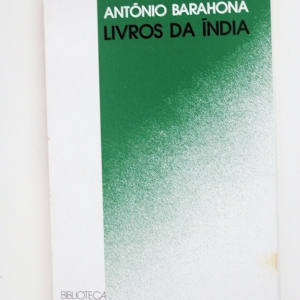 ANTÓNIO BARAHONA
LIVROS DA ÍNDIA
BIBLIOTECA